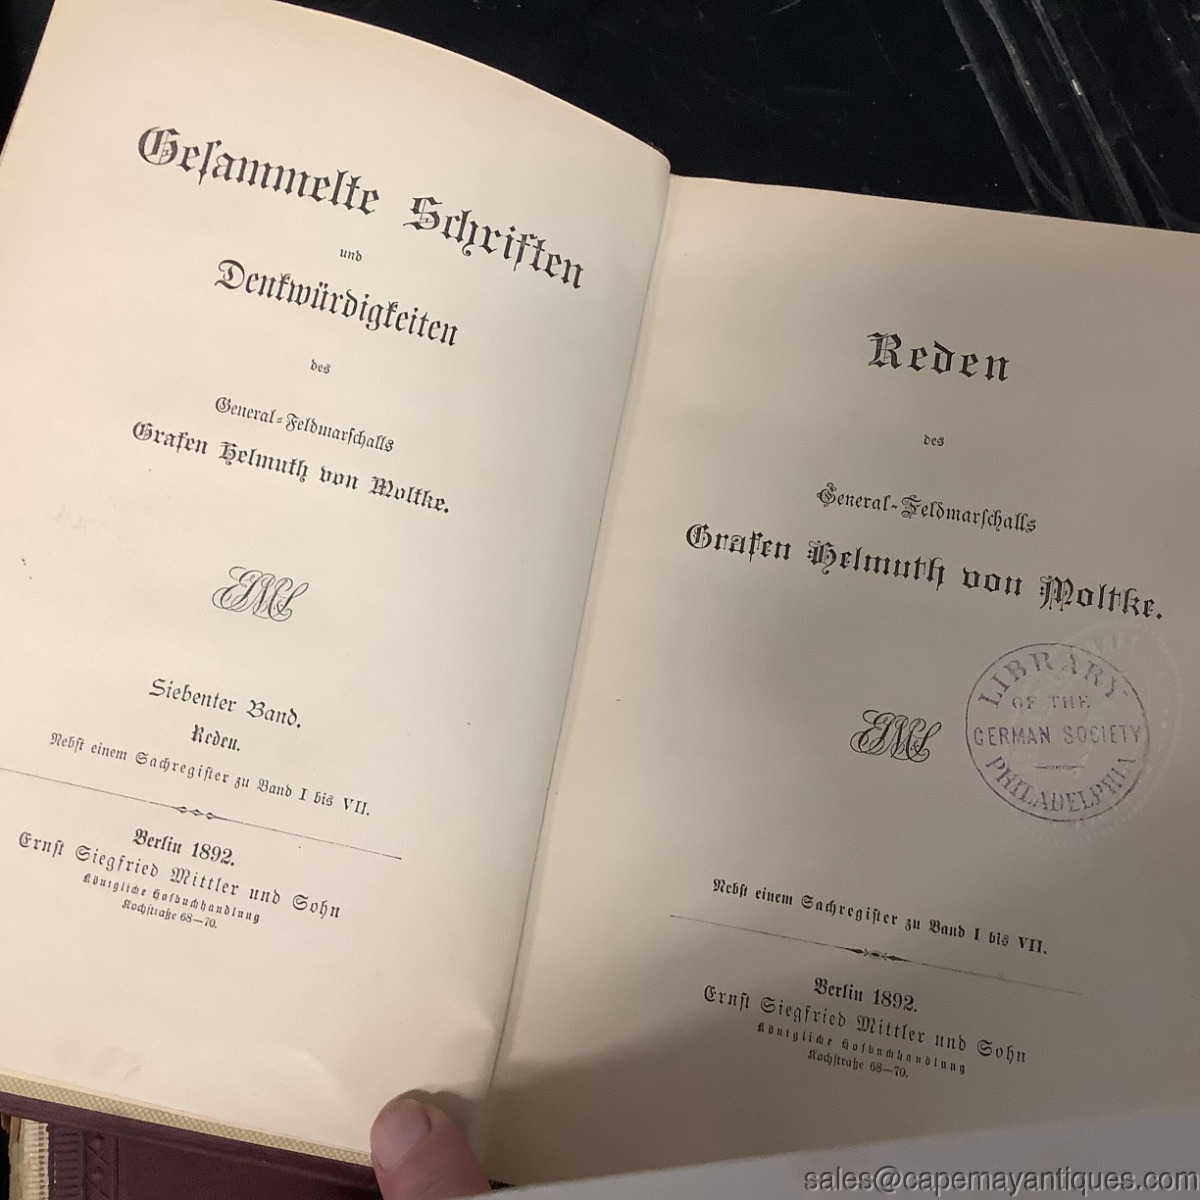 Gesammelte Schriften
und
Denkwürdigkeiten
des
General-Feldmarschalls
Grafen Helmuth von Moltke.
Siebenter Band.
Reden.
Nebst einem Sachregister zu Band I bis VII.
Berlin 1892.
Ernst Siegfried Mittler und Sohn
Königliche Hofbuchhandlung
Kochstraße 68—70.
Reden
des
General-Feldmarschalls
Grafen Helmuth von Moltke.
LIBRARY
OF THE
GERMAN SOCIETY
PHILADELPHIA
Nebst einem Sachregister zu Band I bis VII.
Berlin 1892.
Ernst Siegfried Mittler und Sohn
Königliche Hofbuchhandlung
Kochstraße 68—70.
sales@capemayantiques.com